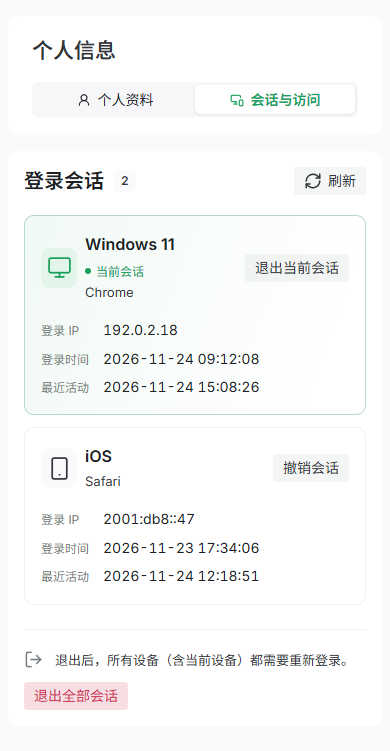 个人信息
个人资料 会话与访问
登录会话 2 刷新
Windows 11
当前会话
Chrome
退出当前会话
登录 IP 192.0.2.18
登录时间 2026-11-24 09:12:08
最近活动 2026-11-24 15:08:26
iOS
Safari
撤销会话
登录 IP 2001:db8::47
登录时间 2026-11-23 17:34:06
最近活动 2026-11-24 12:18:51
退出后，所有设备（含当前设备）都需要重新登录。
退出全部会话